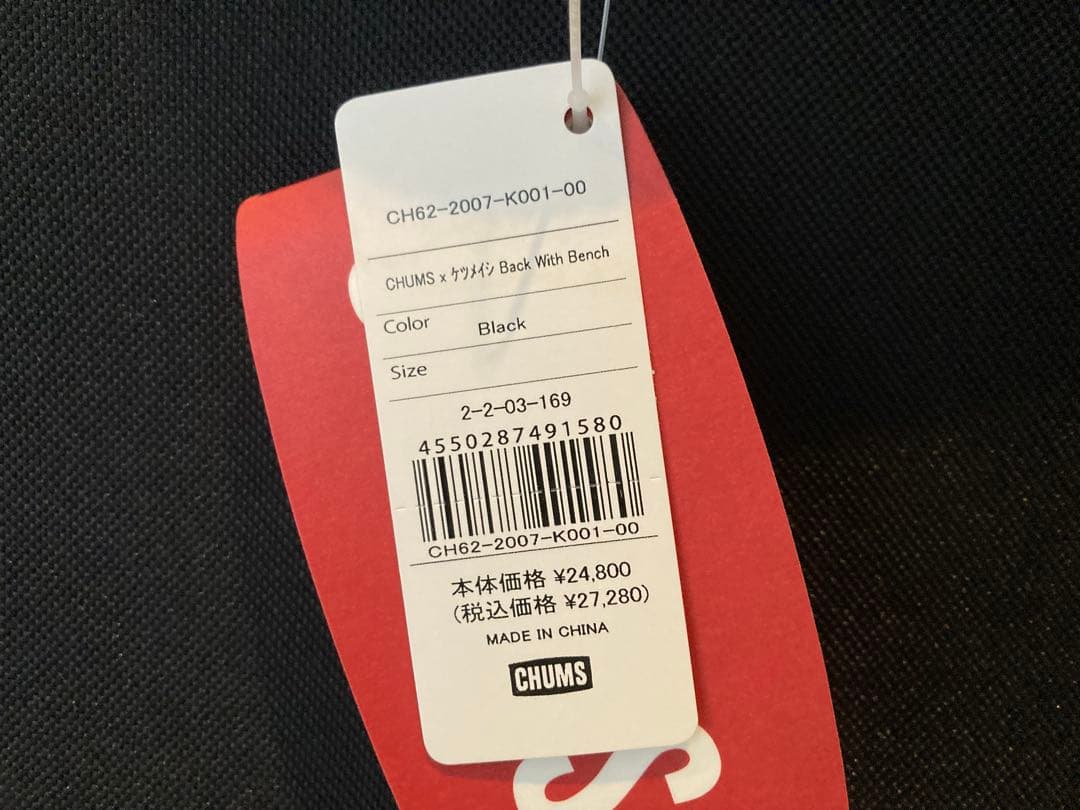 CH62-2007-K001-00
CHUMS x ケツメイシ Back With Bench
Color Black
Size
2-2-03-169
4550287491580
CH62-2007-K001-00
本体価格 ¥24,800
(税込価格 ¥27,280)
MADE IN CHINA
CHUMS
S